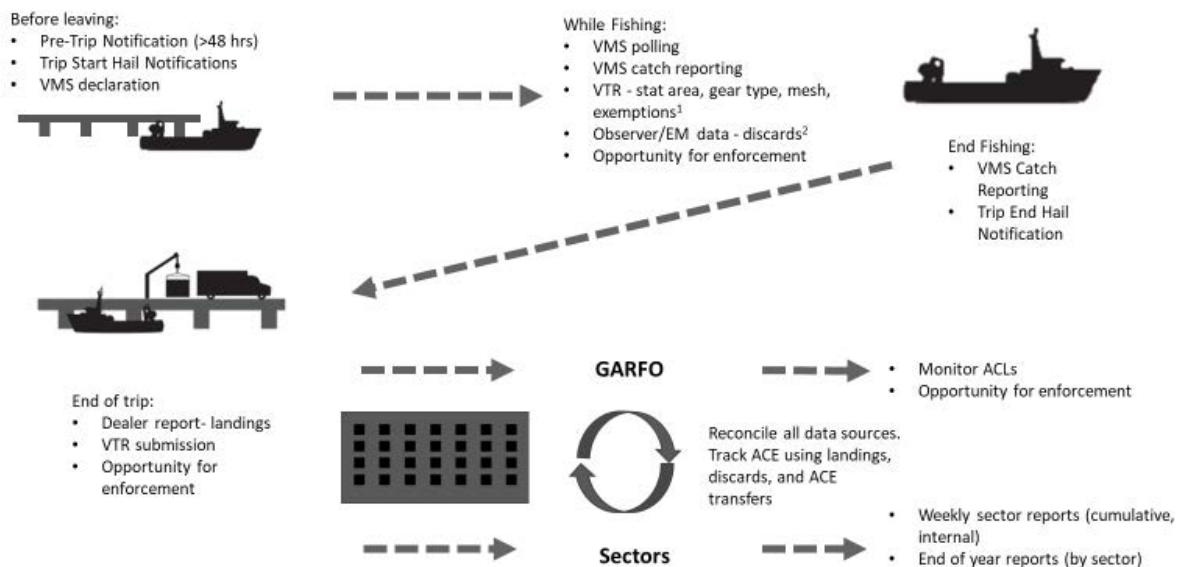 Before leaving:
• Pre-Trip Notification (>48 hrs)
• Trip Start Hail Notifications
• VMS declaration
While Fishing:
• VMS polling
• VMS catch reporting
• VTR - stat area, gear type, mesh,
exemptions¹
• Observer/EM data - discards²
• Opportunity for enforcement
End Fishing:
• VMS Catch
Reporting
• Trip End Hail
Notification
End of trip:
• Dealer report- landings
• VTR submission
• Opportunity for
enforcement
GARFO
• Monitor ACLs
• Opportunity for enforcement
Reconcile all data sources.
Track ACE using landings,
discards, and ACE
transfers
Sectors
• Weekly sector reports (cumulative,
internal)
• End of year reports (by sector)